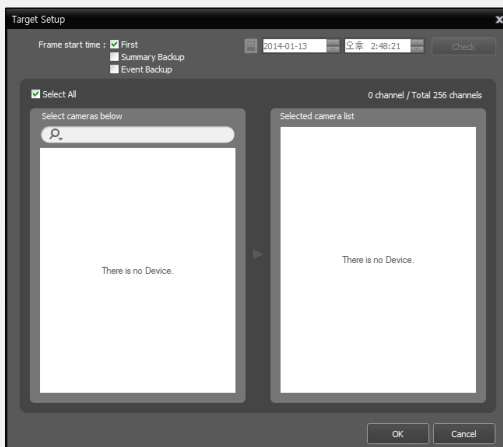 Target Setup
Frame start time : First 2014-01-13 오후 2:48:21 Check
Summary Backup
Event Backup
Select All 0 channel / Total 256 channels
Select cameras below Selected camera list
There is no Device. There is no Device.
OK Cancel